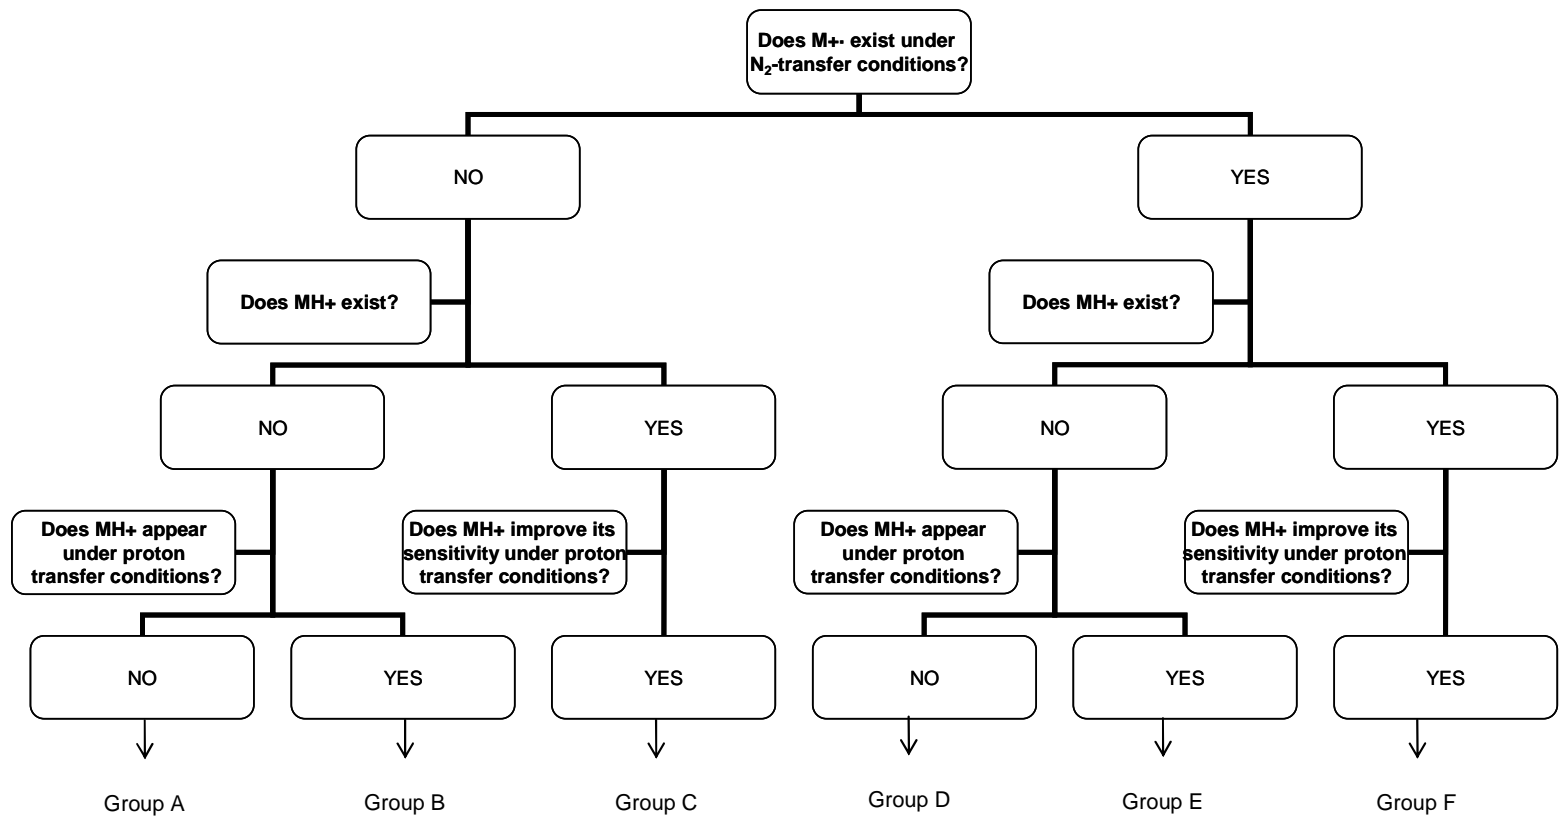 Does M+· exist under
N₂-transfer conditions?
NO
YES
Does MH+ exist?
Does MH+ exist?
NO
YES
NO
YES
Does MH+ appear
under proton
transfer conditions?
Does MH+ improve its
sensitivity under proton
transfer conditions?
Does MH+ appear
under proton
transfer conditions?
Does MH+ improve its
sensitivity under proton
transfer conditions?
NO
YES
YES
NO
YES
YES
Group A
Group B
Group C
Group D
Group E
Group F